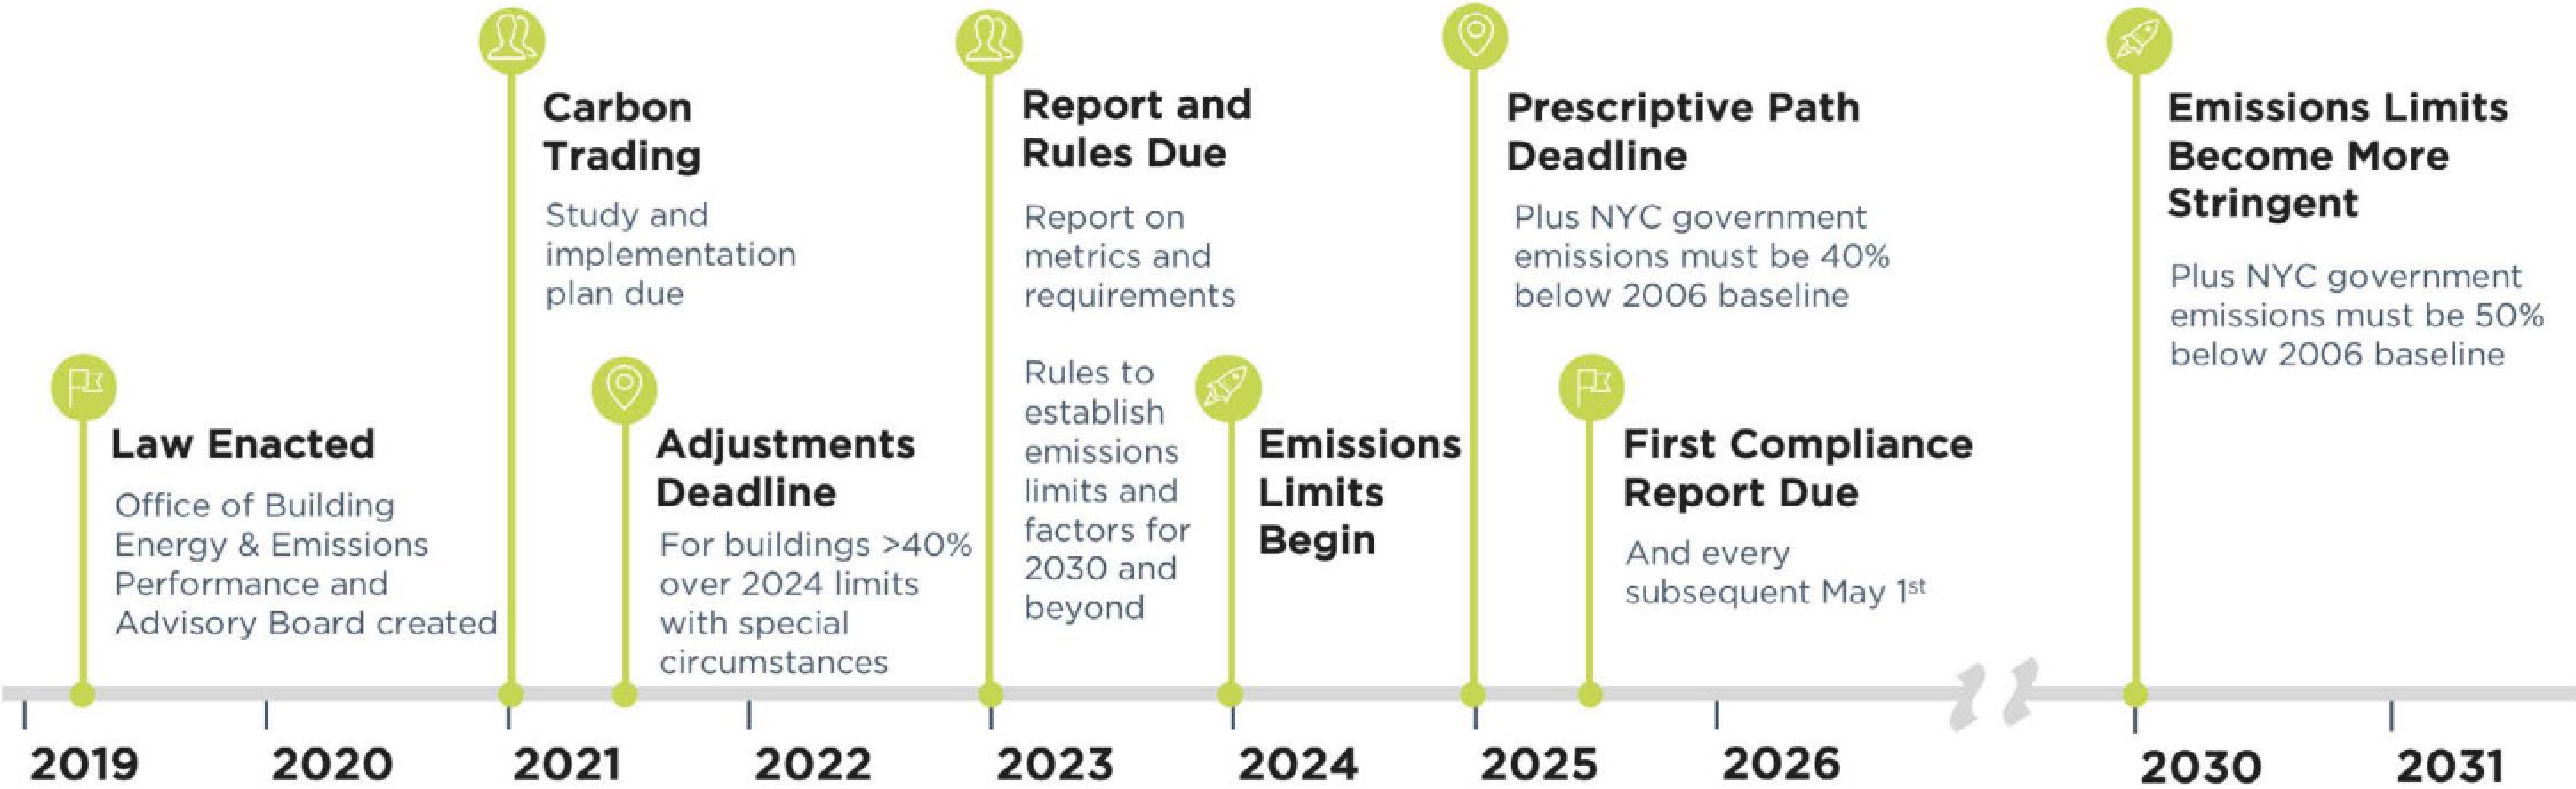 Carbon
Trading
Study and
implementation
plan due
Report and
Rules Due
Report on
metrics and
requirements
Rules to
establish
emissions
limits and
factors for
2030 and
beyond
Prescriptive Path
Deadline
Plus NYC government
emissions must be 40%
below 2006 baseline
Emissions Limits
Become More
Stringent
Plus NYC government
emissions must be 50%
below 2006 baseline
Law Enacted
Office of Building
Energy & Emissions
Performance and
Advisory Board created
Adjustments
Deadline
For buildings >40%
over 2024 limits
with special
circumstances
Emissions
Limits
Begin
First Compliance
Report Due
And every
subsequent May 1st
2019 2020 2021 2022 2023 2024 2025 2026 2030 2031